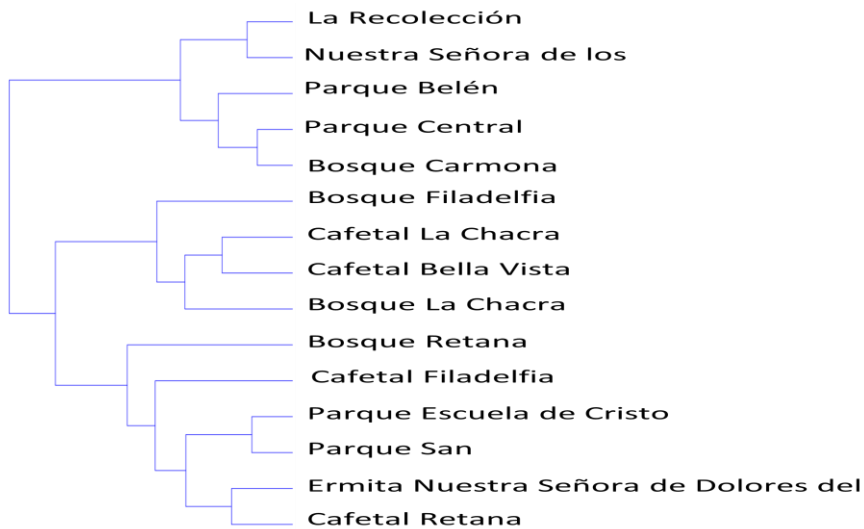 La Recolección
Nuestra Señora de los
Parque Belén
Parque Central
Bosque Carmona
Bosque Filadelfia
Cafetal La Chacra
Cafetal Bella Vista
Bosque La Chacra
Bosque Retana
Cafetal Filadelfia
Parque Escuela de Cristo
Parque San
Ermita Nuestra Señora de Dolores del
Cafetal Retana